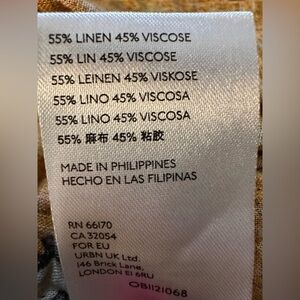 55% LINEN 45% VISCOSE
55% LIN 45% VISCOSE
55% LEINEN 45% VISKOSE
55% LINO 45% VISCOSA
55% LINO 45% VISCOSA
55% 麻布 45% 粘胶
MADE IN PHILIPPINES
HECHO EN LAS FILIPINAS
RN 66170
CA 32054
FOR EU
URBN UK Ltd.
146 Brick Lane,
LONDON E1 6RU
OB1121068